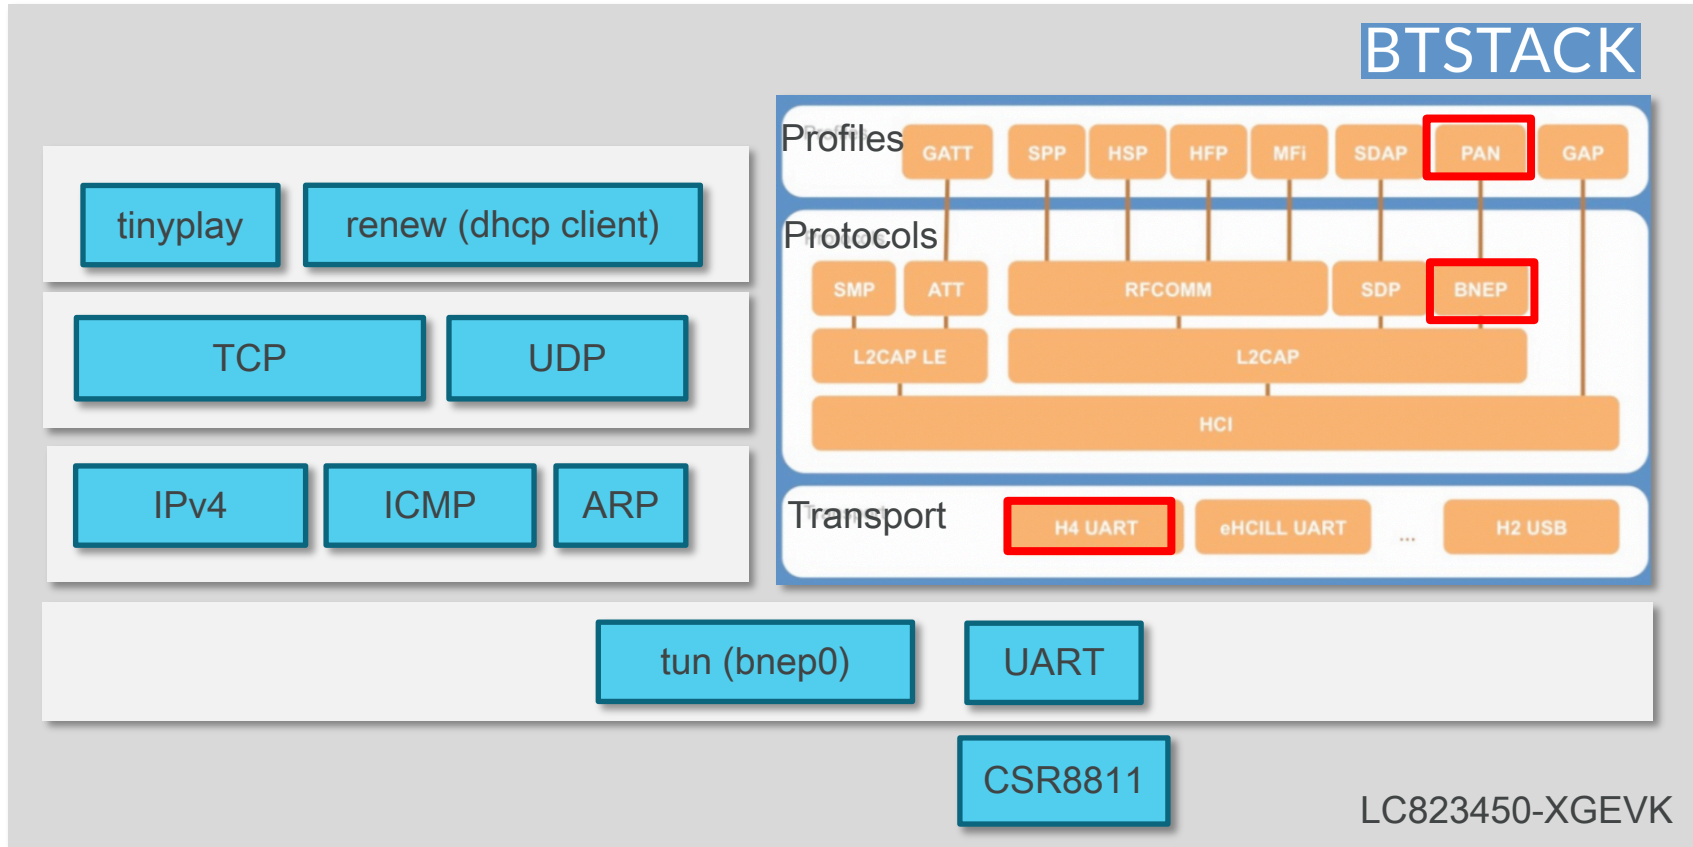 BTSTACK
tinyplay
renew (dhcp client)
TCP
UDP
IPv4
ICMP
ARP
Profiles
GATT
SPP
HSP
HFP
MFi
SDAP
PAN
GAP
Protocols
SMP
ATT
RFCOMM
SDP
BNEP
L2CAP LE
L2CAP
HCI
Transport
H4 UART
eHCILL UART
...
H2 USB
tun (bnep0)
UART
CSR8811
LC823450-XGEVK